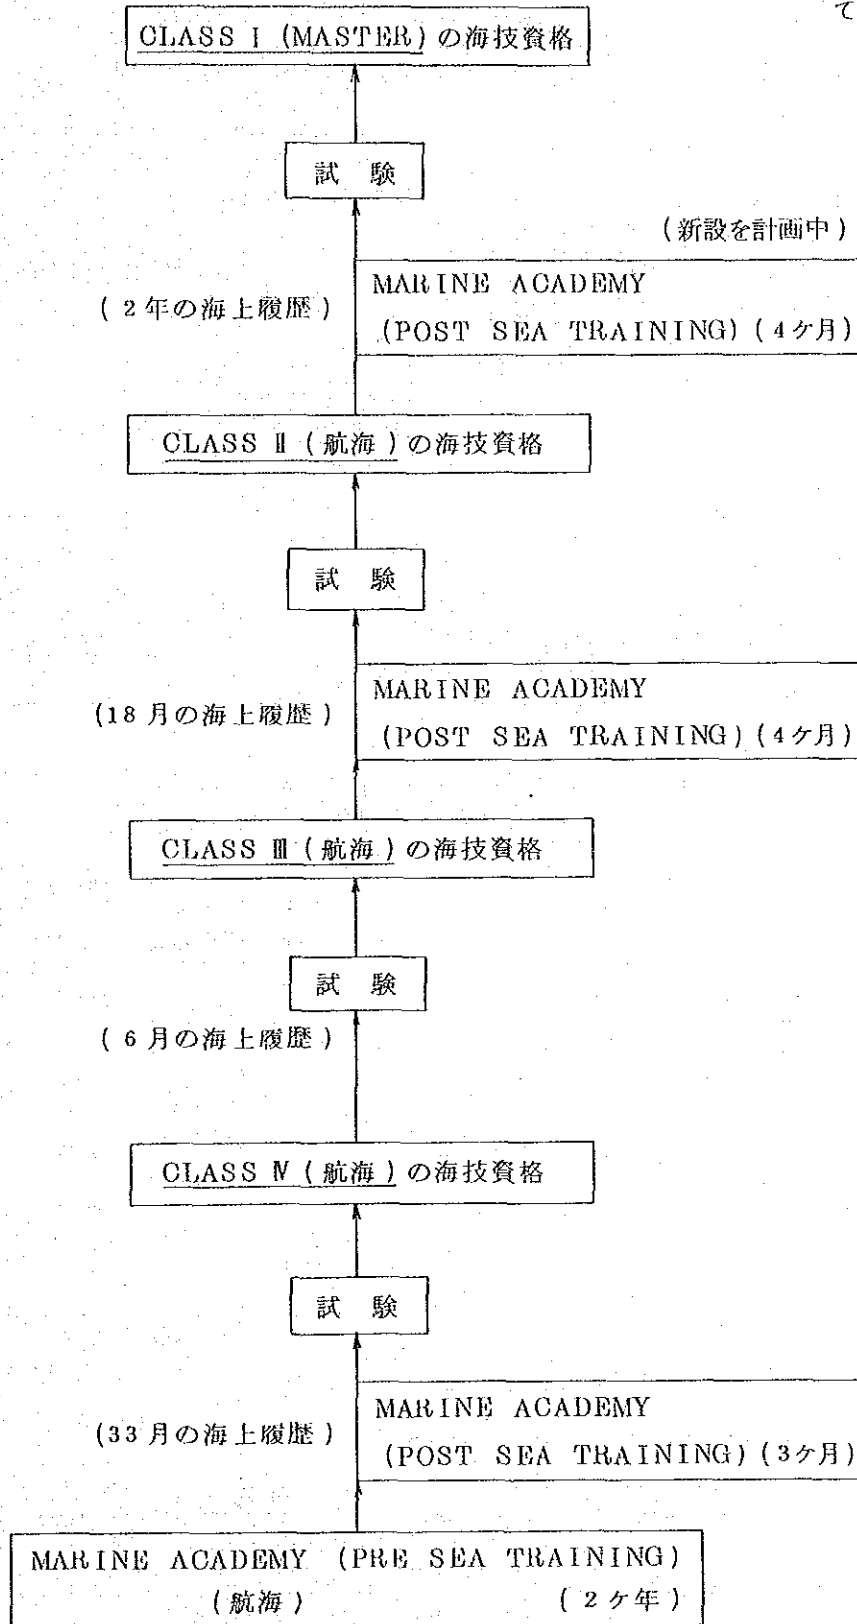 て
CLASS I (MASTER) の海技資格
試 験
(新設を計画中)
(2年の海上履歴)
MARINE ACADEMY
(POST SEA TRAINING) (4ケ月)
CLASS Ⅱ (航海) の海技資格
試 験
(18月の海上履歴)
MARINE ACADEMY
(POST SEA TRAINING) (4ケ月)
CLASS Ⅲ (航海) の海技資格
試 験
(6月の海上履歴)
CLASS Ⅳ (航海) の海技資格
試 験
(33月の海上履歴)
MARINE ACADEMY
(POST SEA TRAINING) (3ケ月)
MARINE ACADEMY (PRE SEA TRAINING)
(航海) (2ケ年)